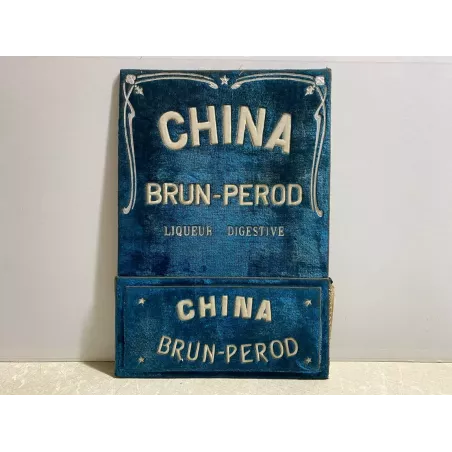 CHINA
BRUN-PEROD
LIQUEUR DIGESTIVE
CHINA
BRUN-PEROD